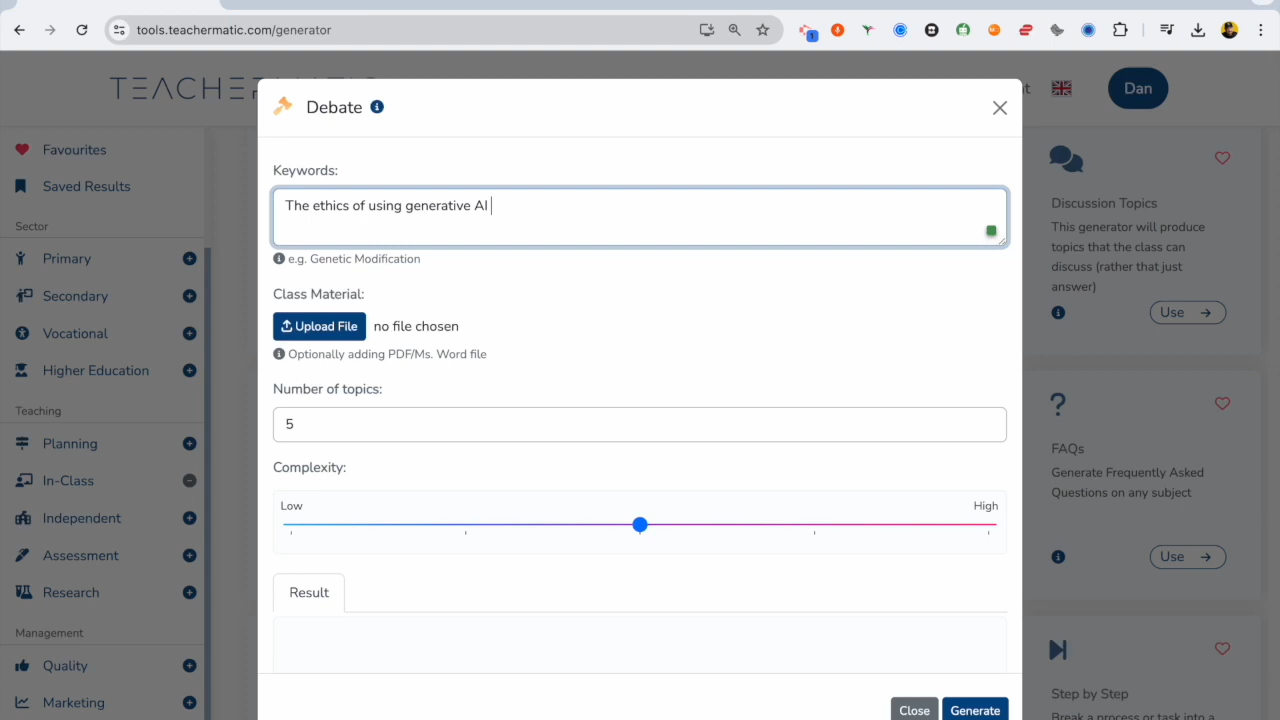 tools.teachermatic.com/generator
1
TEACHE
t
Dan
Favourites
Saved Results
Sector
Primary
Secondary
Vocational
Higher Education
Teaching
Planning
In-Class
Independent
Assessment
Research
Management
Quality
Marketing
Debate
Keywords:
The ethics of using generative AI
e.g. Genetic Modification
Class Material:
Upload File no file chosen
Optionally adding PDF/Ms. Word file
Number of topics:
5
Complexity:
Low
High
Result
Close
Generate
Discussion Topics
This generator will produce
topics that the class can
discuss (rather that just
answer)
Use
FAQs
Generate Frequently Asked
Questions on any subject
Use
Step by Step
Break a process or task into a